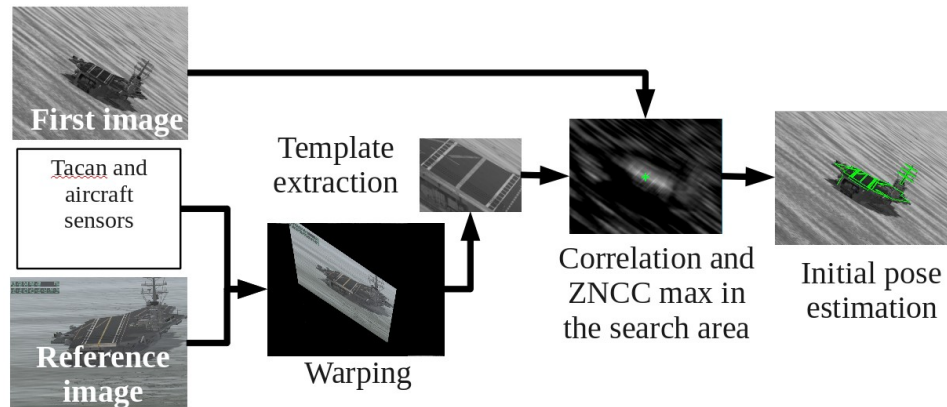 First image
Tacan and
aircraft
sensors
Reference
image
Template
extraction
Warping
Correlation and
ZNCC max in
the search area
Initial pose
estimation